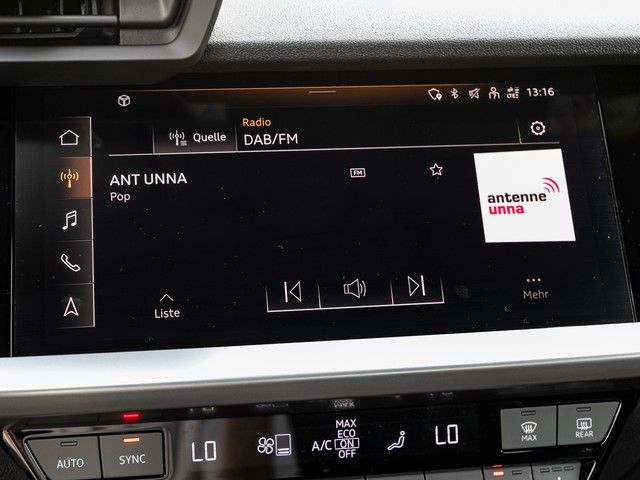 13:16
Radio
Quelle
DAB/FM
ANT UNNA
FM
Pop
antenne
unna
Liste
Mehr
MAX
ECO
A/C ON
OFF
AUTO
SYNC
LO
LO
MAX
REAR